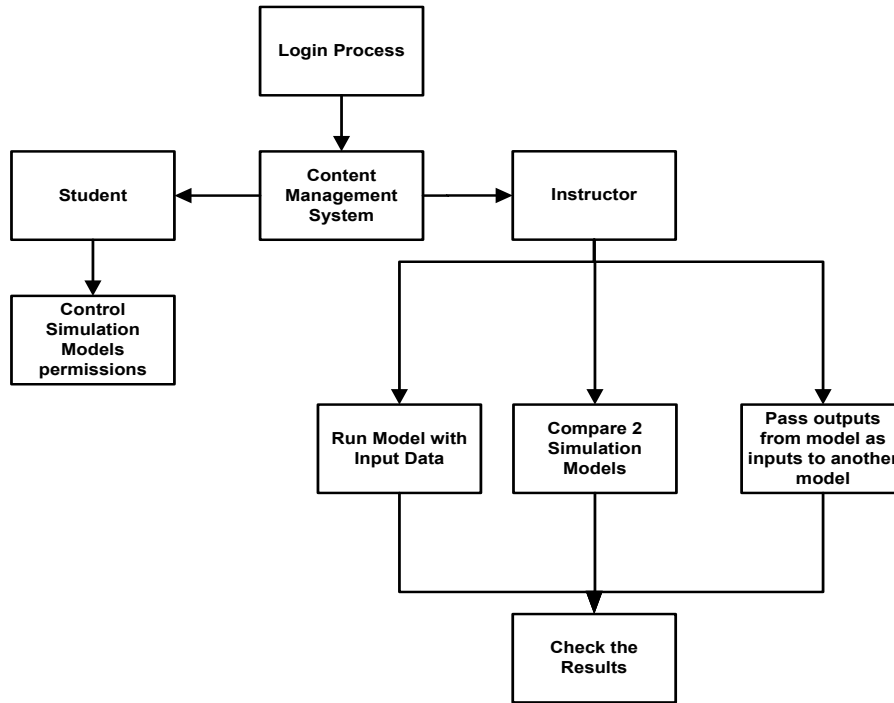 Login Process
Student
Content
Management
System
Instructor
Control
Simulation
Models
permissions
Run Model with
Input Data
Compare 2
Simulation
Models
Pass outputs
from model as
inputs to another
model
Check the
Results